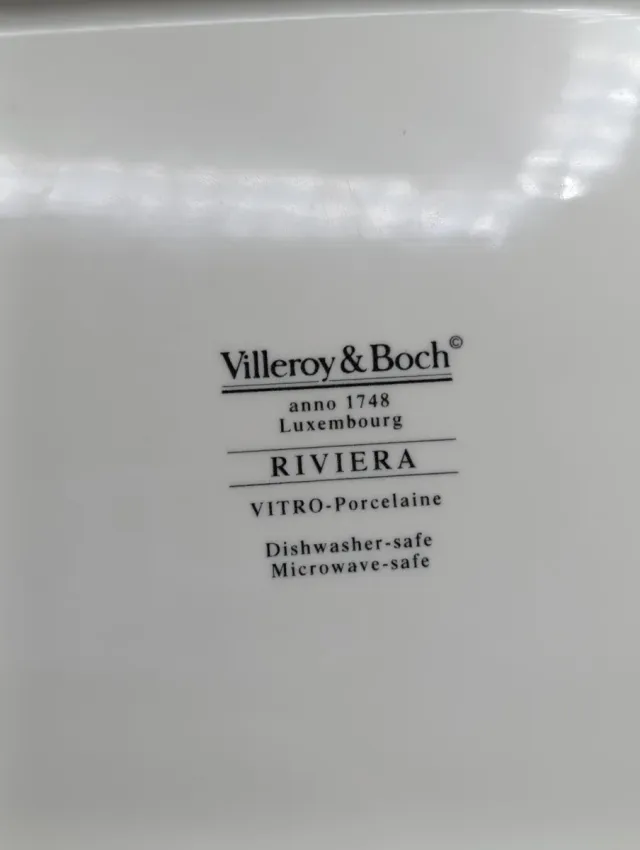 Villeroy & Boch©
anno 1748
Luxembourg
RIVIERA
VITRO-Porcelaine
Dishwasher-safe
Microwave-safe